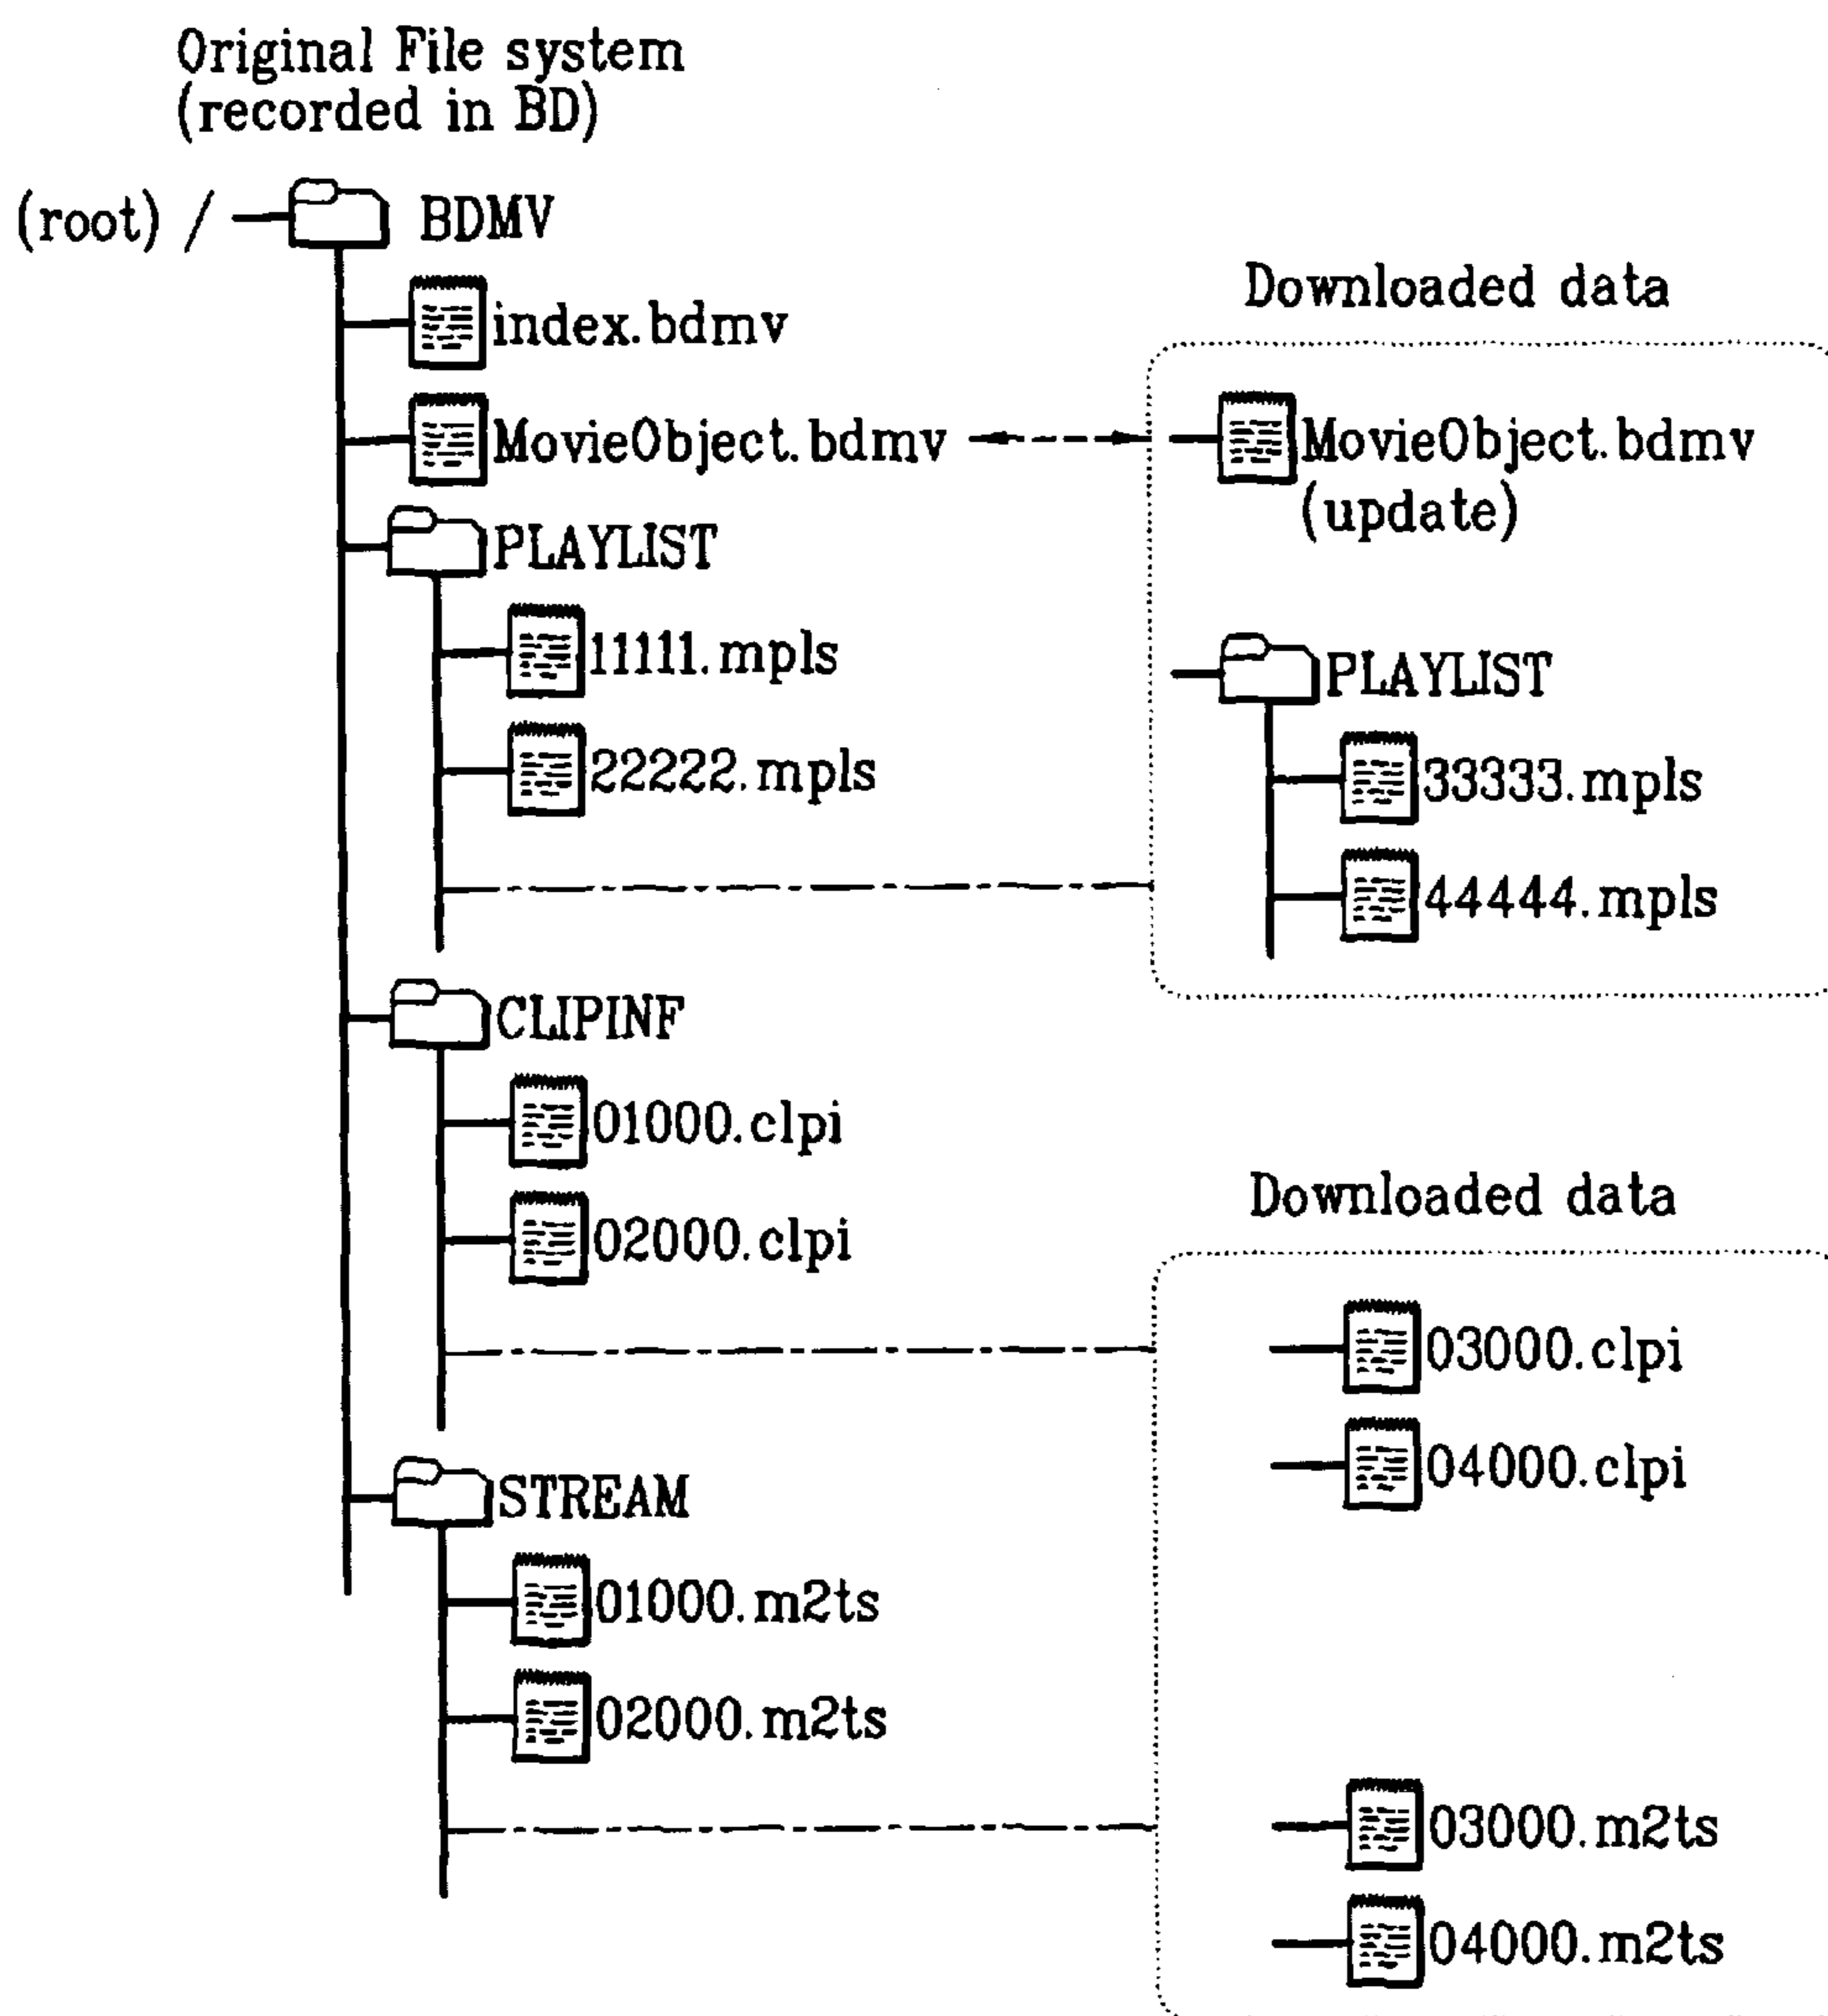 Original File system
(recorded in BD)
(root) / BDMV
index.bdmv
MovieObject.bdmv
PLAYLIST
11111.mpls
22222.mpls
CLIPINF
01000.clpi
02000.clpi
STREAM
01000.m2ts
02000.m2ts
Downloaded data
MovieObject.bdmv
(update)
PLAYLIST
33333.mpls
44444.mpls
Downloaded data
03000.clpi
04000.clpi
03000.m2ts
04000.m2ts